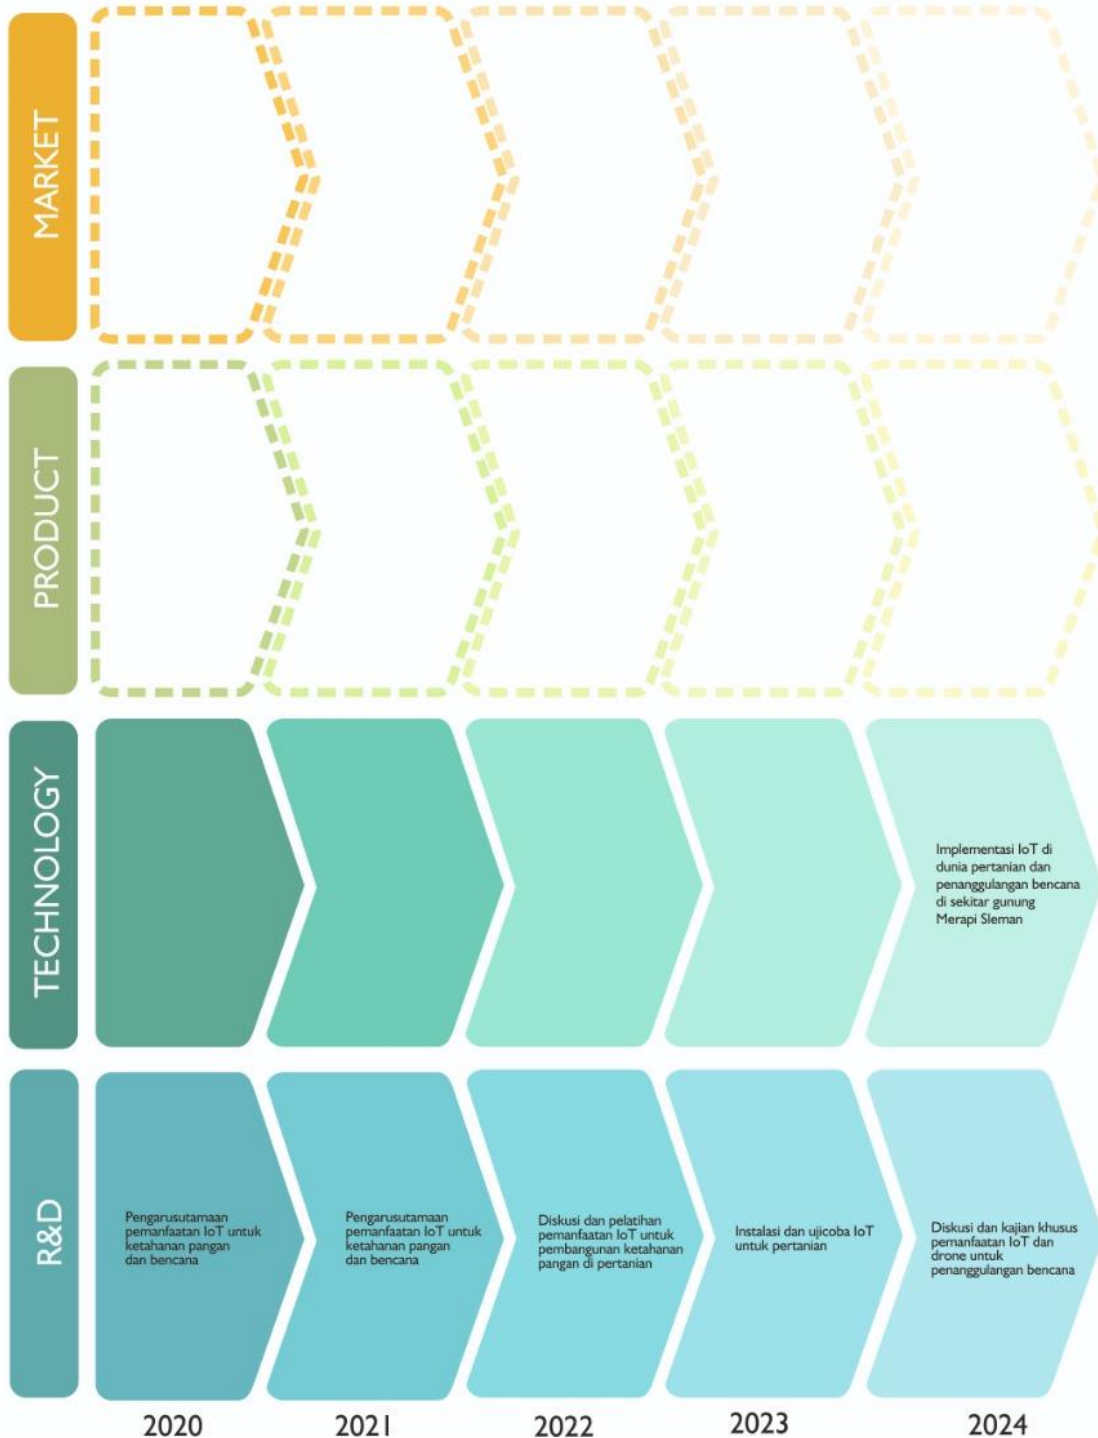 MARKET
PRODUCT
TECHNOLOGY
Implementasi IoT di
dunia pertanian dan
penanggulangan bencana
di sekitar gunung
Merapi Sleman
R&D
Pengarusutamaan
pemanfaatan IoT untuk
ketahanan pangan
dan bencana
Pengarusutamaan
pemanfaatan IoT untuk
ketahanan pangan
dan bencana
Diskusi dan pelatihan
pemanfaatan IoT untuk
pembangunan ketahanan
pangan di pertanian
Instalasi dan ujicoba IoT
untuk pertanian
Diskusi dan kajian khusus
pemanfaatan IoT dan
drone untuk
penanggulangan bencana
2020
2021
2022
2023
2024